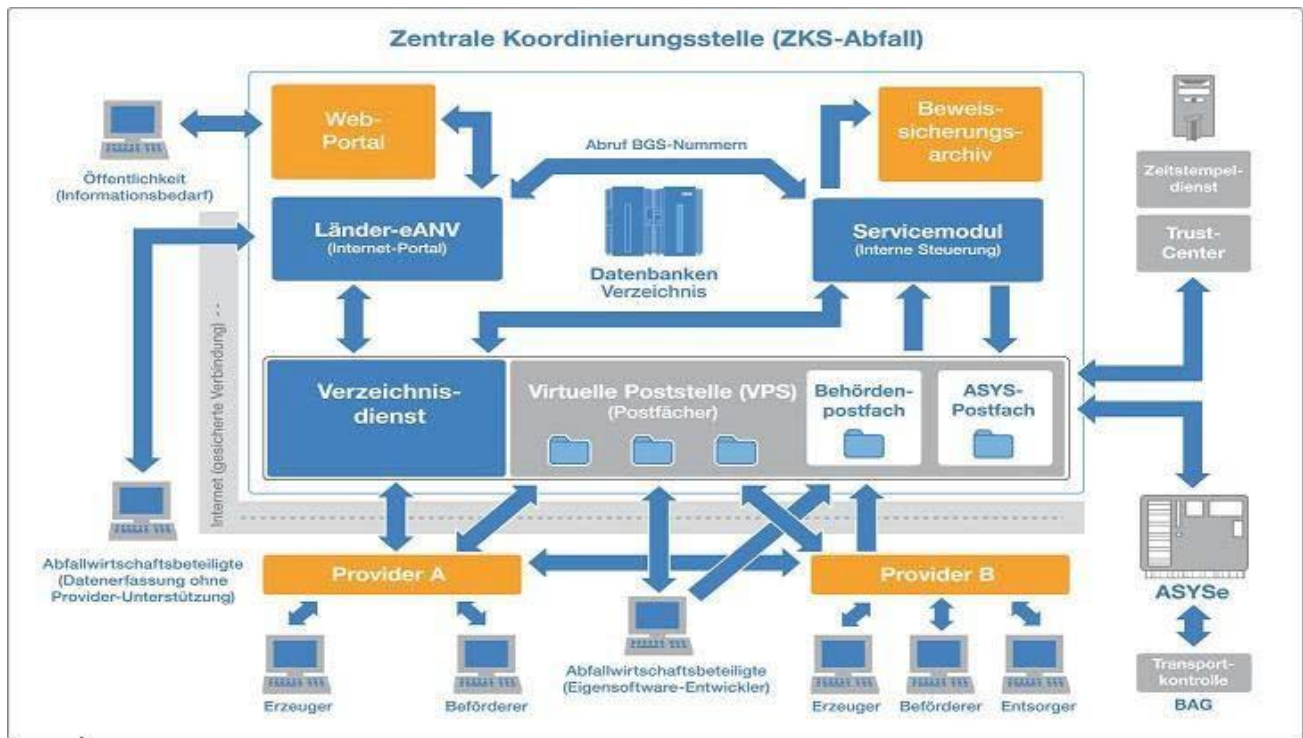 Zentrale Koordinierungsstelle (ZKS-Abfall)
Web-
Portal
Beweis-
sicherungs-
archiv
Abruf BGS-Nummern
Öffentlichkeit
(Informationsbedarf)
Zeitstempel-
dienst
Trust-
Center
Länder-eANV
(Internet-Portal)
Datenbanken
Verzeichnis
Servicemodul
(Interne Steuerung)
Internet (gesicherte Verbindung) - -
Verzeichnis-
dienst
Virtuelle Poststelle (VPS)
(Postfächer)
Behörden-
postfach
ASYS-
Postfach
Abfallwirtschaftsbeteiligte
(Datenerfassung ohne
Provider-Unterstützung)
Provider A
Provider B
ASYSe
Erzeuger
Beförderer
Abfallwirtschaftsbeteiligte
(Eigensoftware-Entwickler)
Erzeuger
Beförderer
Entsorger
Transport-
kontrolle
BAG